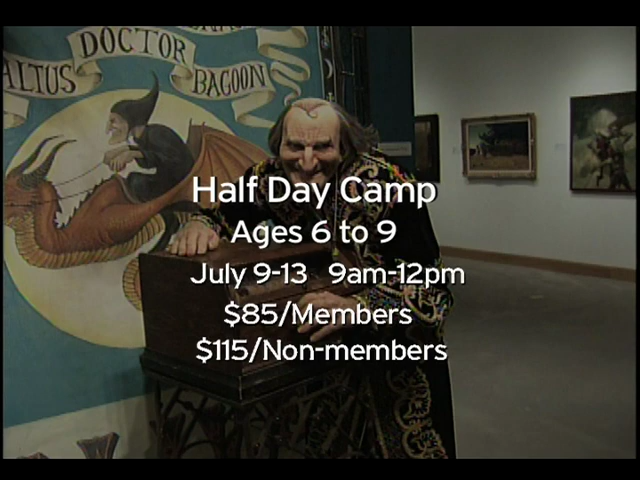 DOCTOR
ALTUS
BAGOON
Half Day Camp
Ages 6 to 9
July 9-13 9am-12pm
$85/Members
$115/Non-members